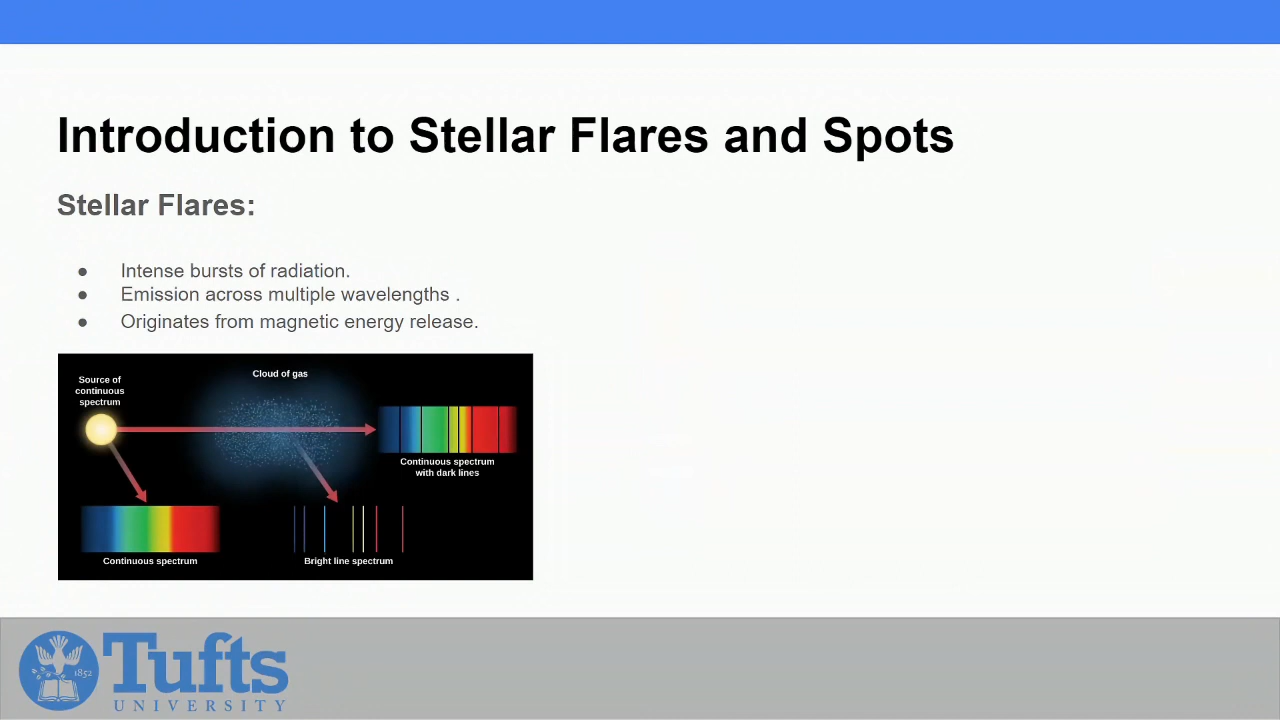 Introduction to Stellar Flares and Spots
Stellar Flares:
● Intense bursts of radiation.
● Emission across multiple wavelengths .
● Originates from magnetic energy release.
Source of
continuous
spectrum
Cloud of gas
Continuous spectrum
with dark lines
Continuous spectrum
Bright line spectrum
1852
Tufts
UNIVERSITY